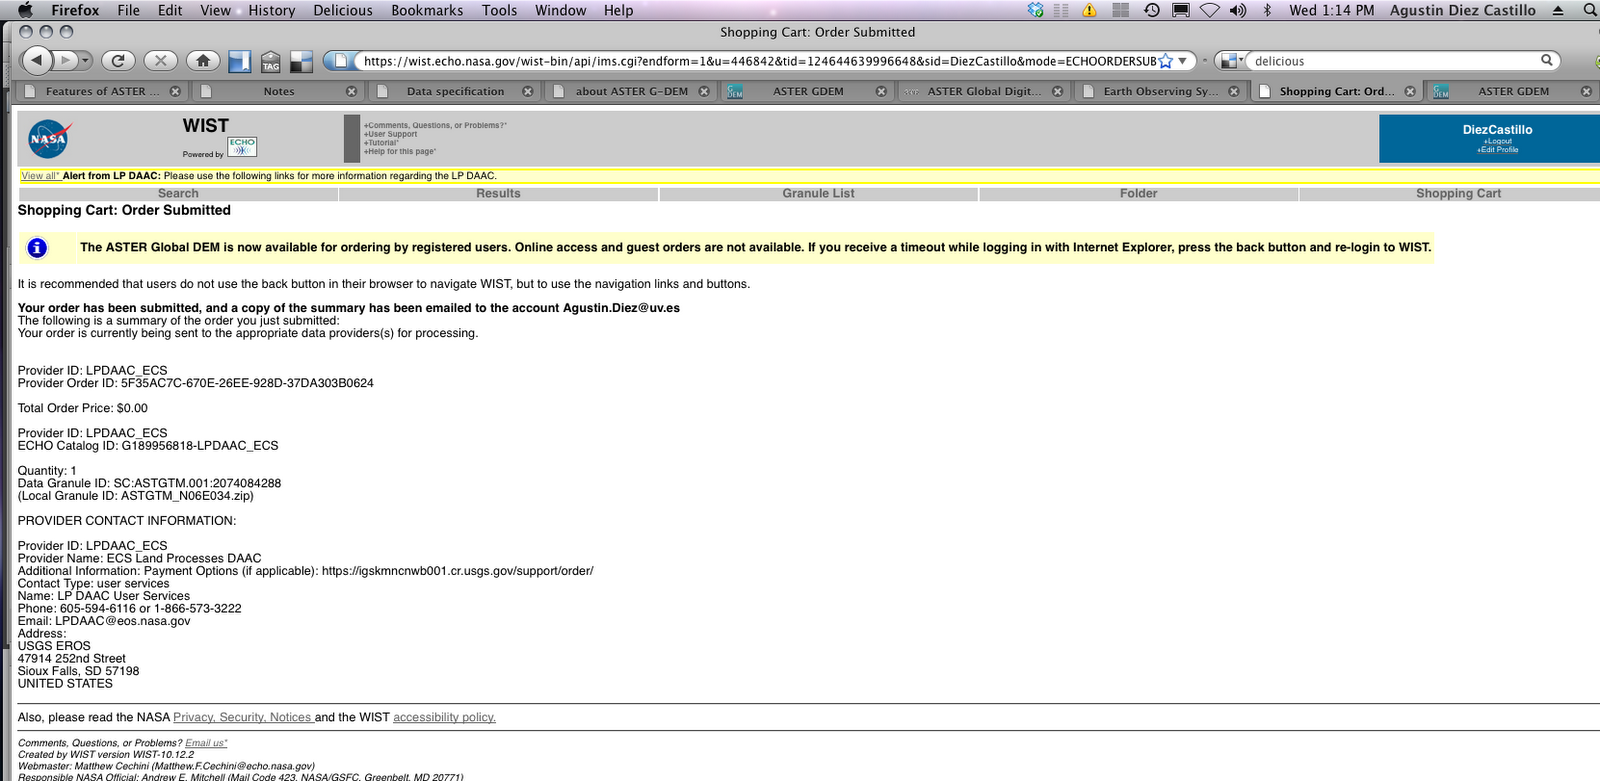 Firefox File Edit View History Delicious Bookmarks Tools Window Help Wed 1:14 PM Agustin Diez Castillo
Shopping Cart: Order Submitted
TAG https://wist.echo.nasa.gov/wist-bin/api/ims.cgi?endform=1&u=446842&tid=124644639996648&sid=DiezCastillo&mode=ECHOORDERSUB delicious
Features of ASTER ... Notes Data specification about ASTER G-DEM ASTER GDEM ASTER Global Digit... Earth Observing Sy... Shopping Cart: Ord... ASTER GDEM
NASA
WIST
Powered by ECHO
+Comments, Questions, or Problems?*
+User Support
+Tutorial*
+Help for this page*
DiezCastillo
+Logout
+Edit Profile
View all* Alert from LP DAAC: Please use the following links for more information regarding the LP DAAC.
Search Results Granule List Folder Shopping Cart
Shopping Cart: Order Submitted
The ASTER Global DEM is now available for ordering by registered users. Online access and guest orders are not available. If you receive a timeout while logging in with Internet Explorer, press the back button and re-login to WIST.
It is recommended that users do not use the back button in their browser to navigate WIST, but to use the navigation links and buttons.
Your order has been submitted, and a copy of the summary has been emailed to the account Agustin.Diez@uv.es
The following is a summary of the order you just submitted:
Your order is currently being sent to the appropriate data providers(s) for processing.
Provider ID: LPDAAC_ECS
Provider Order ID: 5F35AC7C-670E-26EE-928D-37DA303B0624
Total Order Price: $0.00
Provider ID: LPDAAC_ECS
ECHO Catalog ID: G189956818-LPDAAC_ECS
Quantity: 1
Data Granule ID: SC:ASTGTM.001:2074084288
(Local Granule ID: ASTGTM_N06E034.zip)
PROVIDER CONTACT INFORMATION:
Provider ID: LPDAAC_ECS
Provider Name: ECS Land Processes DAAC
Additional Information: Payment Options (if applicable): https://igskmncnwb001.cr.usgs.gov/support/order/
Contact Type: user services
Name: LP DAAC User Services
Phone: 605-594-6116 or 1-866-573-3222
Email: LPDAAC@eos.nasa.gov
Address:
USGS EROS
47914 252nd Street
Sioux Falls, SD 57198
UNITED STATES
Also, please read the NASA Privacy, Security, Notices and the WIST accessibility policy.
Comments, Questions, or Problems? Email us*
Created by WIST version WIST-10.12.2
Webmaster: Matthew Cechini (Matthew.F.Cechini@echo.nasa.gov)
Responsible NASA Official: Andrew E. Mitchell (Mail Code 423, NASA/GSFC, Greenbelt, MD 20771)